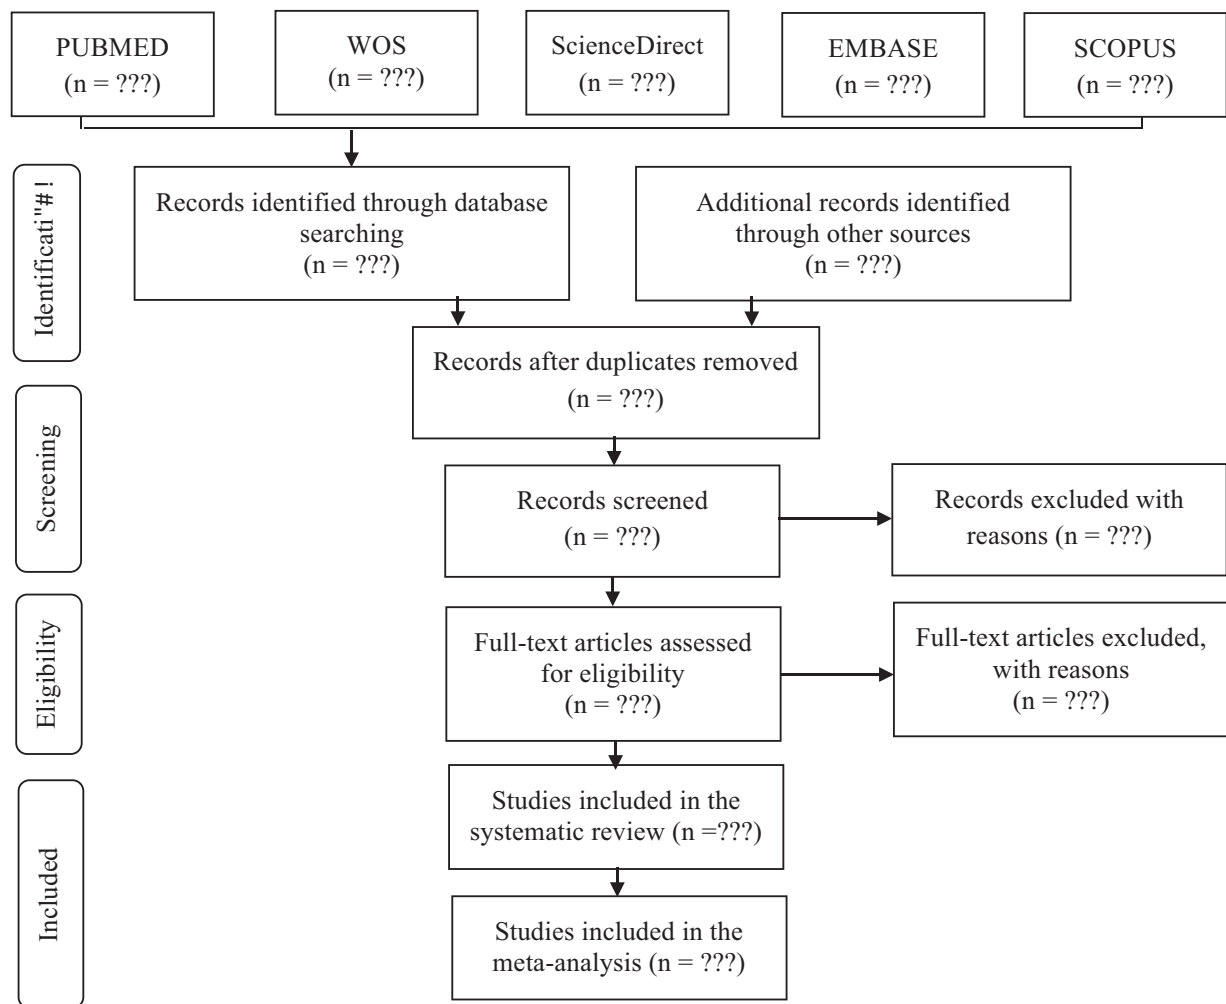 PUBMED
(n = ???)
WOS
(n = ???)
ScienceDirect
(n = ???)
EMBASE
(n = ???)
SCOPUS
(n = ???)
Identificati"#!
Records identified through database
searching
(n = ???)
Additional records identified
through other sources
(n = ???)
Records after duplicates removed
(n = ???)
Screening
Records screened
(n = ???)
Records excluded with
reasons (n = ???)
Eligibility
Full-text articles assessed
for eligibility
(n = ???)
Full-text articles excluded,
with reasons
(n = ???)
Included
Studies included in the
systematic review (n =???)
Studies included in the
meta-analysis (n = ???)